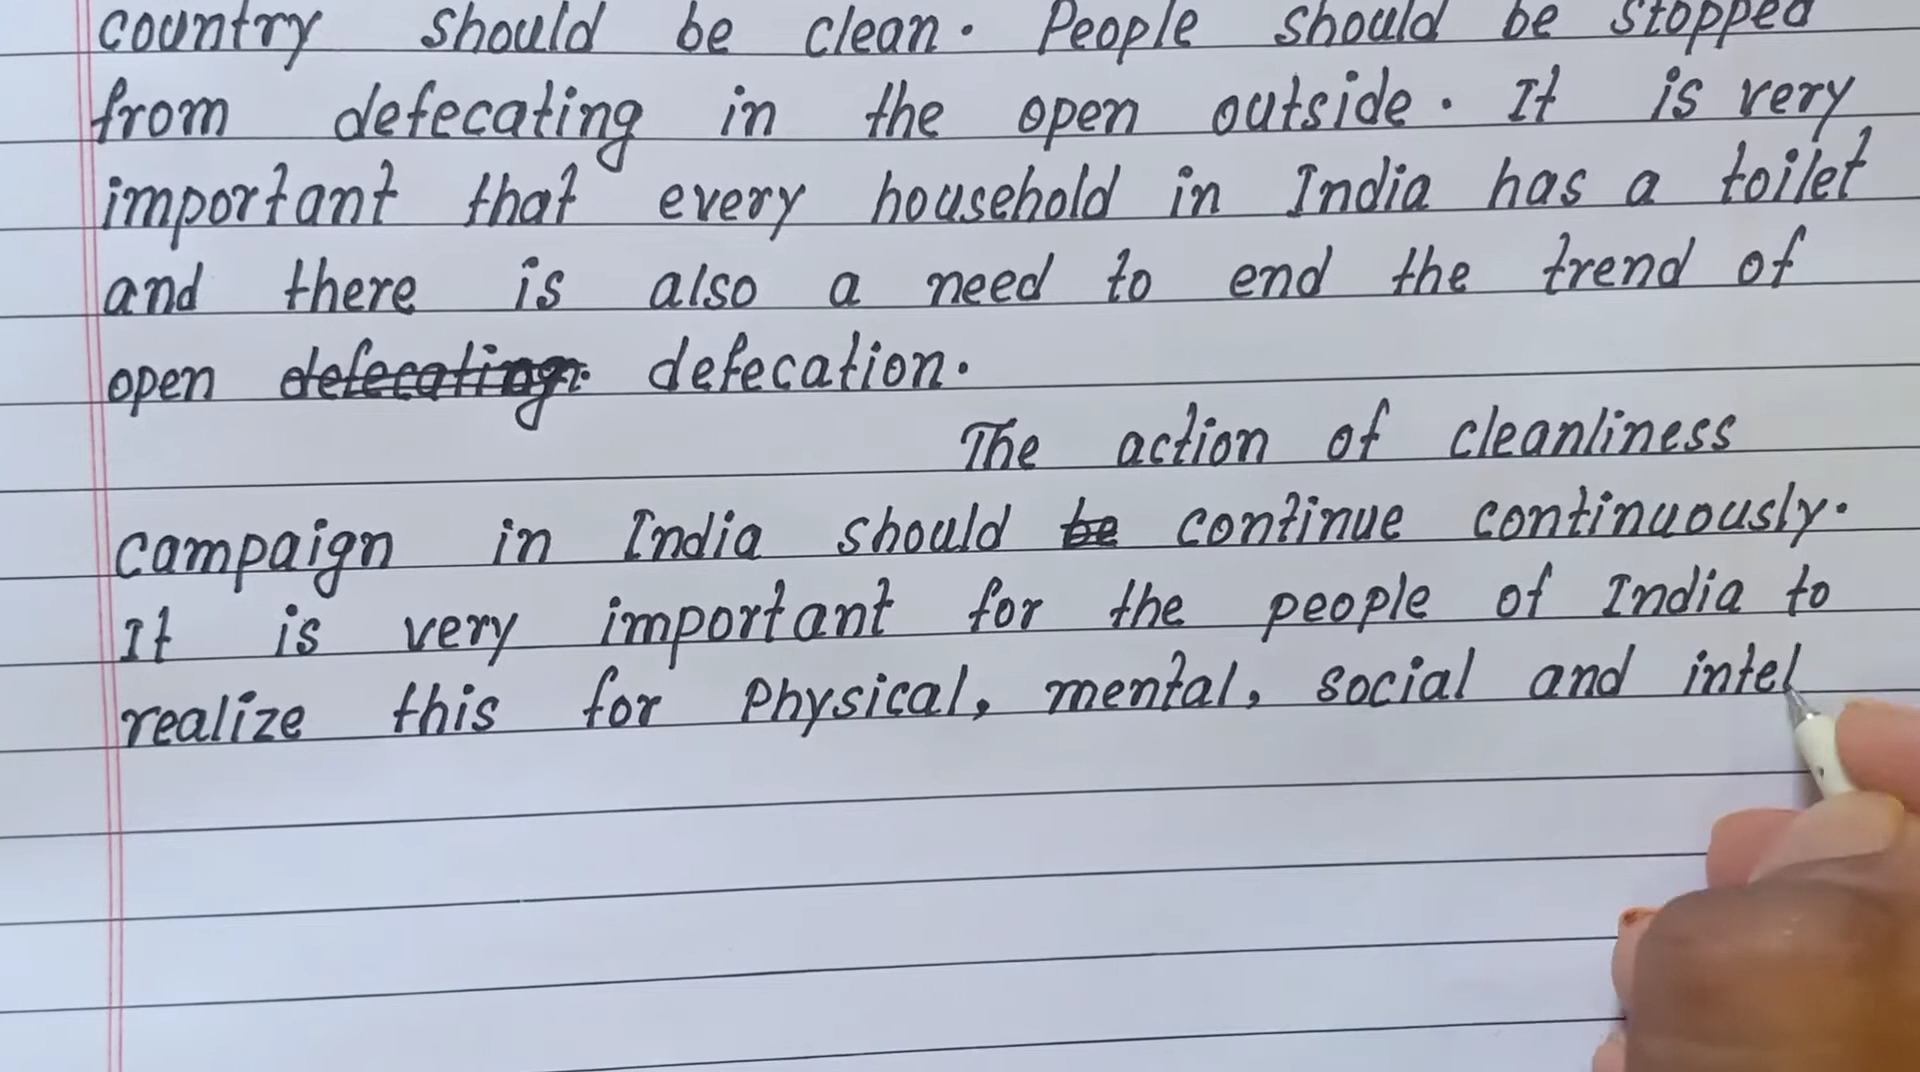 country should be clean. People should be stopped
from defecating in the open outside. It is very
important that every household in India has a toilet
and there is also a need to end the trend of
open defecating. defecation.
The action of cleanliness
campaign in India should be continue continuously.
It is very important for the people of India to
realize this for Physical, mental, social and intel